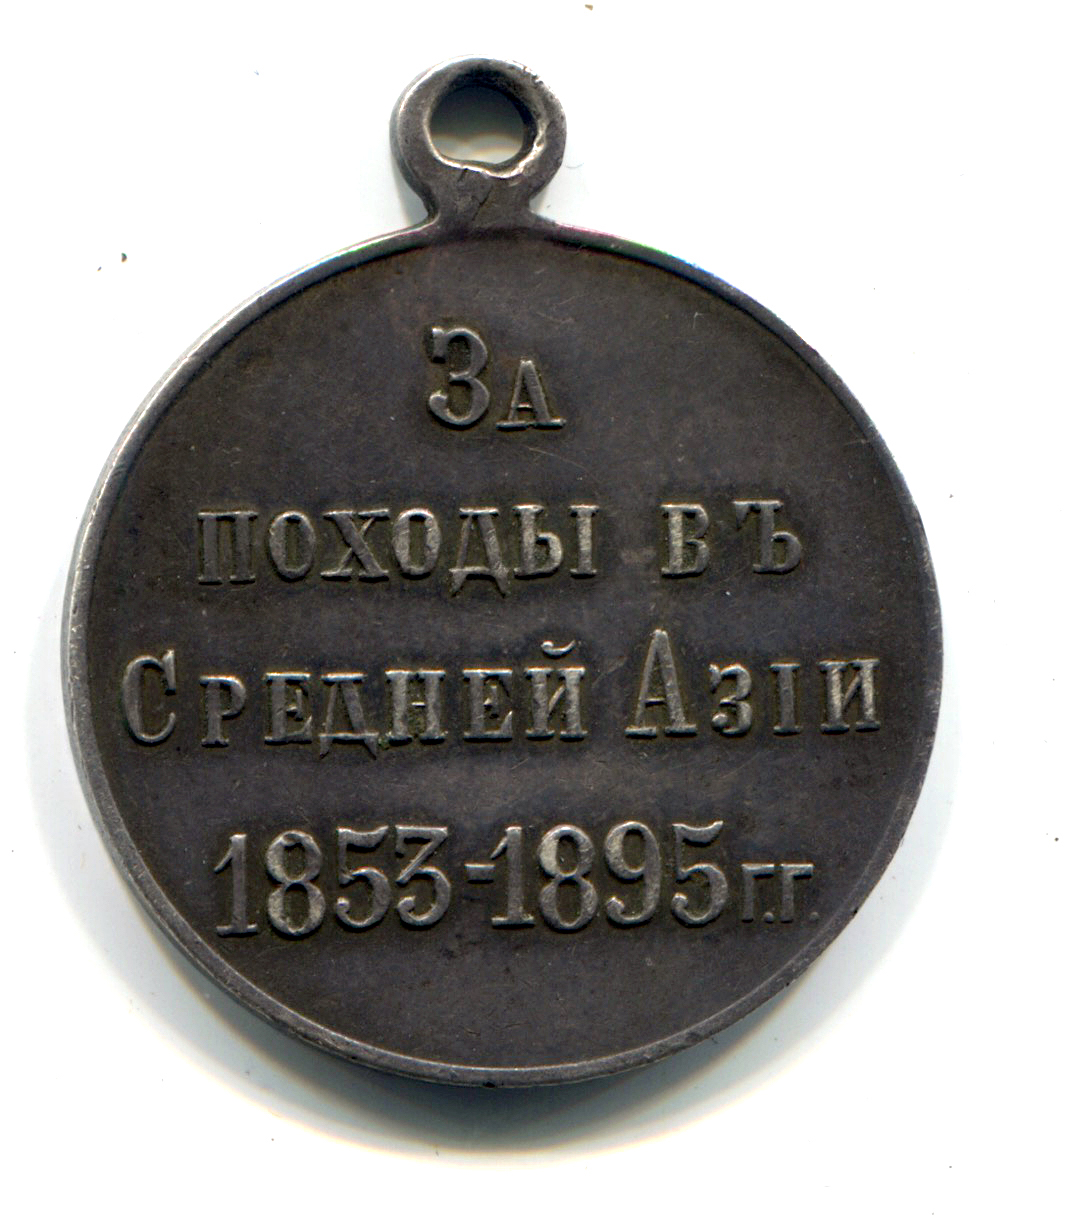 За
походы въ
Средней Азіи
1853-1895 г.г.